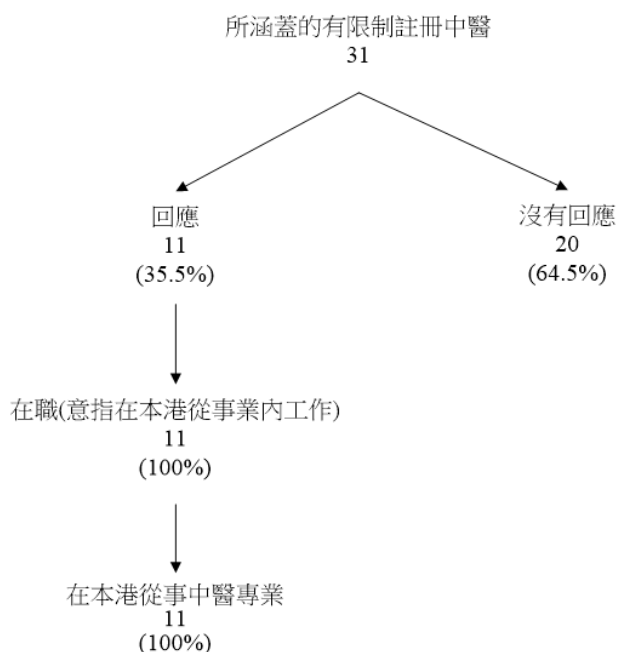 所涵蓋的有限制註冊中醫
31
回應
11
(35.5%)
沒有回應
20
(64.5%)
在職(意指在本港從事業內工作)
11
(100%)
在本港從事中醫專業
11
(100%)